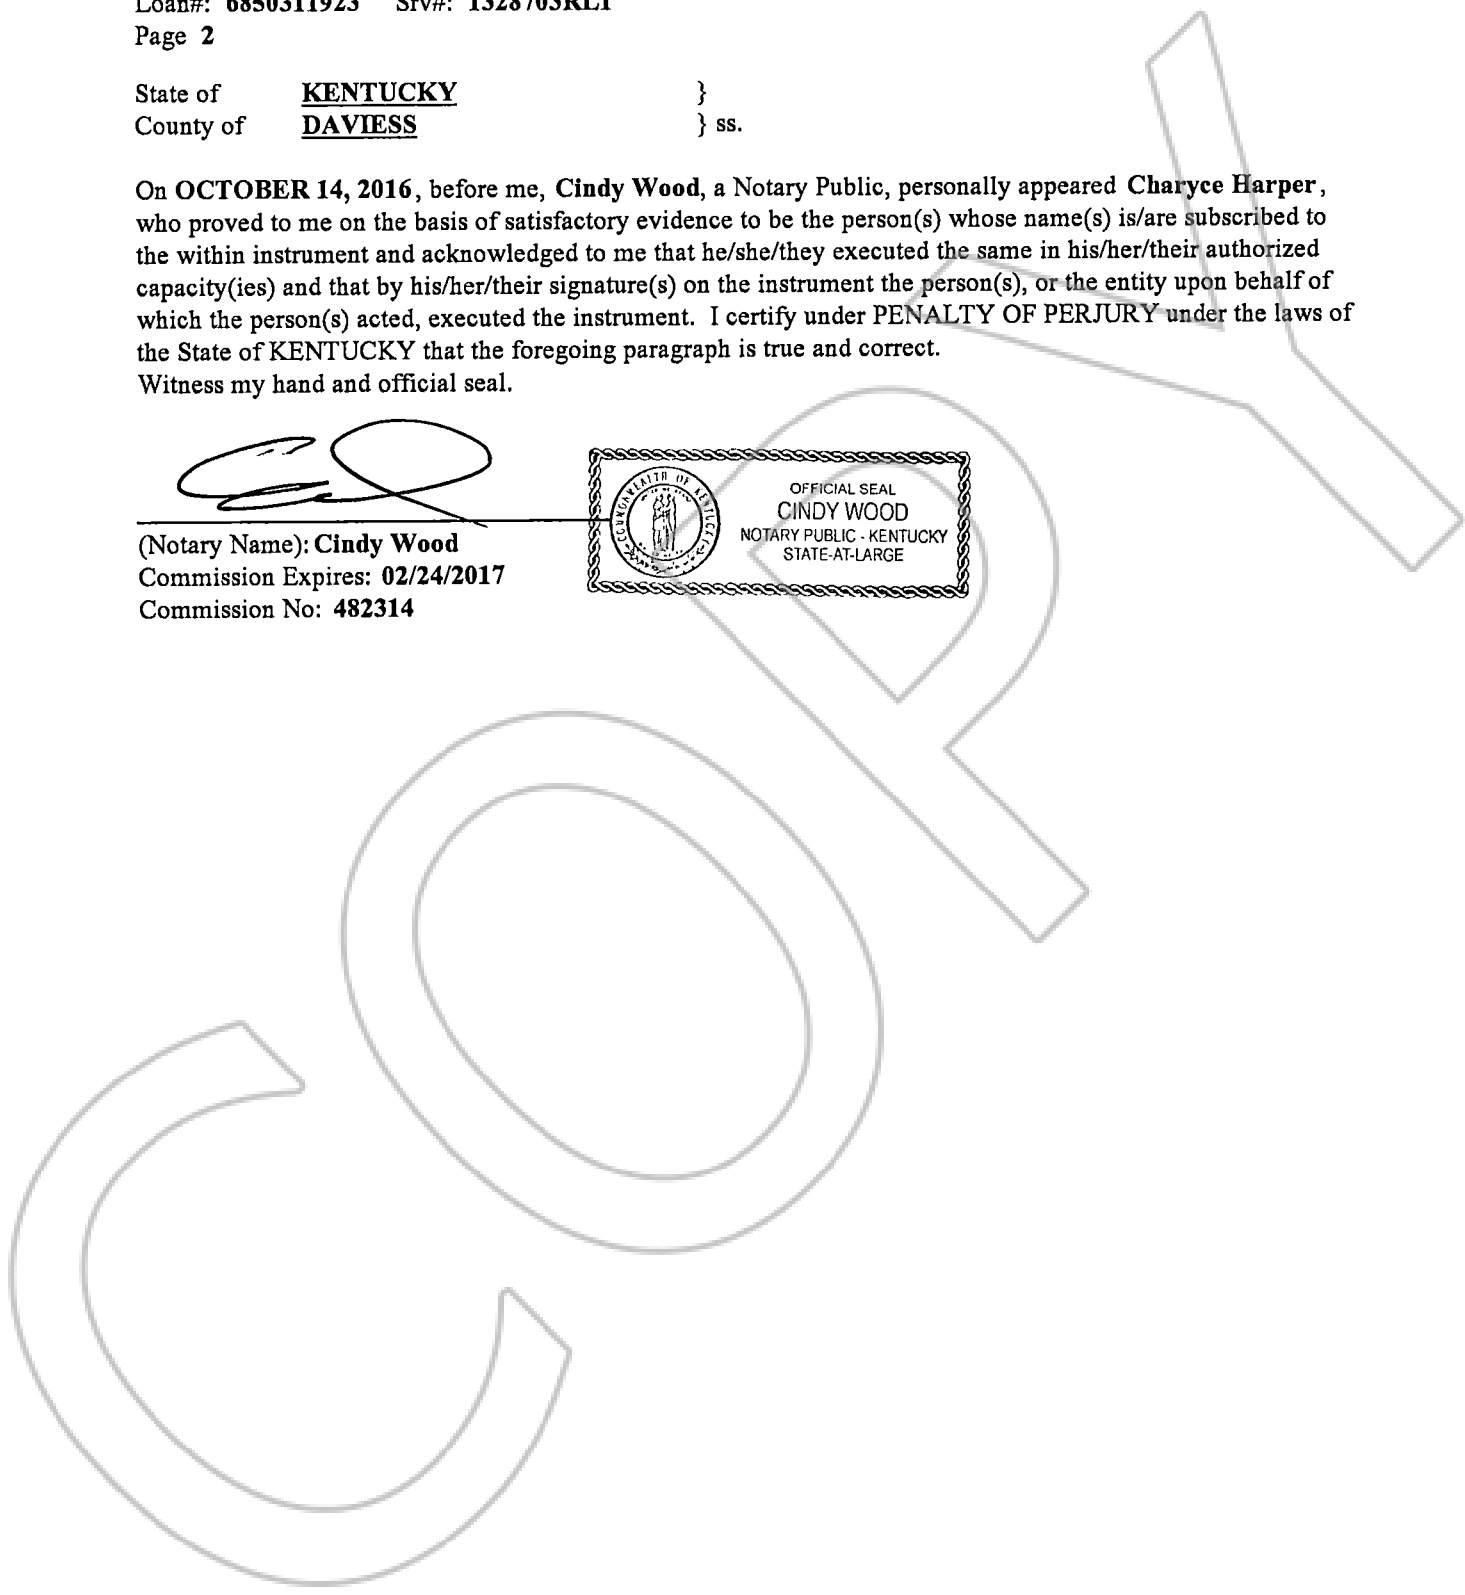 Loan#: 6850311923 Srv#: 1328703RL1
Page 2
State of KENTUCKY }
County of DAVIESS } ss.
On OCTOBER 14, 2016, before me, Cindy Wood, a Notary Public, personally appeared Charyce Harper,
who proved to me on the basis of satisfactory evidence to be the person(s) whose name(s) is/are subscribed to
the within instrument and acknowledged to me that he/she/they executed the same in his/her/their authorized
capacity(ies) and that by his/her/their signature(s) on the instrument the person(s), or the entity upon behalf of
which the person(s) acted, executed the instrument. I certify under PENALTY OF PERJURY under the laws of
the State of KENTUCKY that the foregoing paragraph is true and correct.
Witness my hand and official seal.
COMMONWEALTH OF KENTUCKY
OFFICIAL SEAL
CINDY WOOD
NOTARY PUBLIC - KENTUCKY
STATE-AT-LARGE
(Notary Name): Cindy Wood
Commission Expires: 02/24/2017
Commission No: 482314
COPY